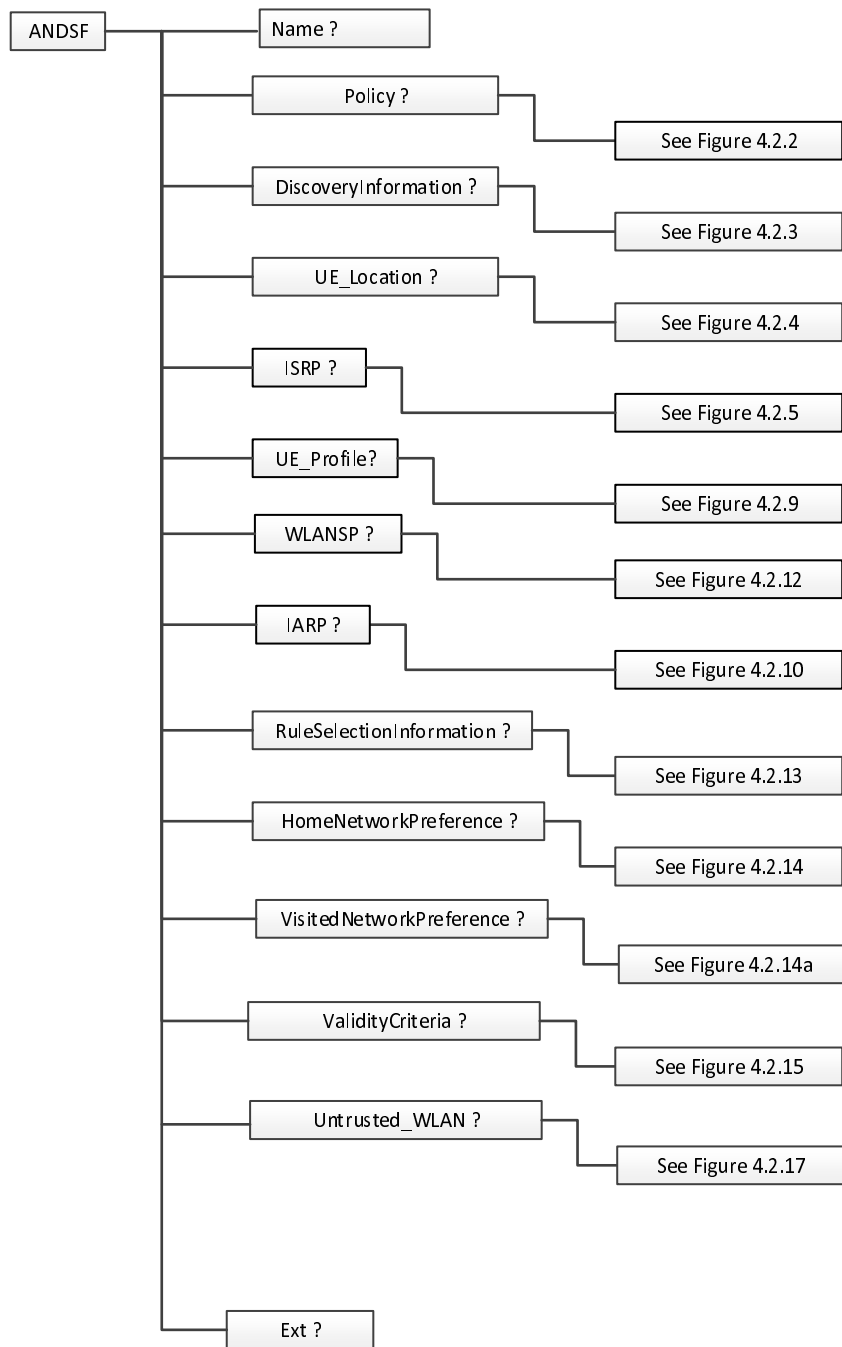 ANDSF
Name ?
Policy ?
See Figure 4.2.2
DiscoveryInformation ?
See Figure 4.2.3
UE_Location ?
See Figure 4.2.4
ISRP ?
See Figure 4.2.5
UE_Profile?
See Figure 4.2.9
WLANSP ?
See Figure 4.2.12
IARP ?
See Figure 4.2.10
RuleSelectionInformation ?
See Figure 4.2.13
HomeNetworkPreference ?
See Figure 4.2.14
VisitedNetworkPreference ?
See Figure 4.2.14a
ValidityCriteria ?
See Figure 4.2.15
Untrusted_WLAN ?
See Figure 4.2.17
Ext ?